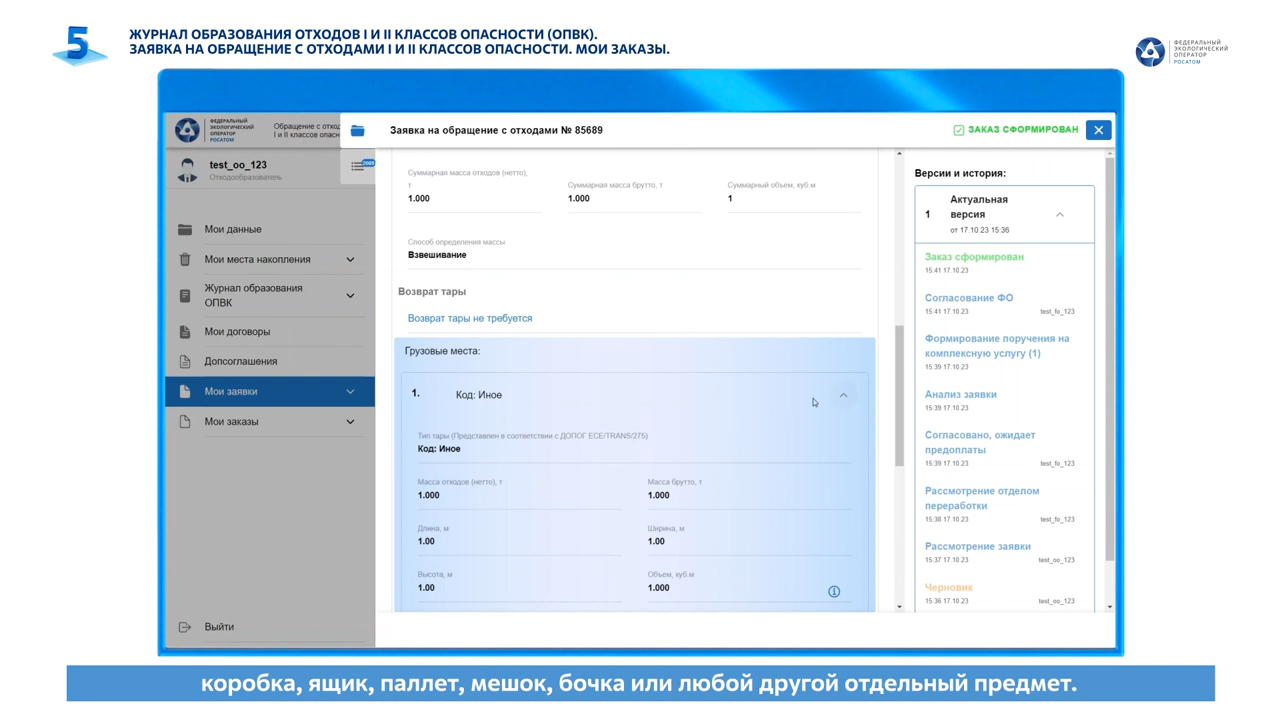 5
ЖУРНАЛ ОБРАЗОВАНИЯ ОТХОДОВ I И II КЛАССОВ ОПАСНОСТИ (ОПВК).
ЗАЯВКА НА ОБРАЩЕНИЕ С ОТХОДАМИ I И II КЛАССОВ ОПАСНОСТИ. МОИ ЗАКАЗЫ.
ФЕДЕРАЛЬНЫЙ
ЭКОЛОГИЧЕСКИЙ
ОПЕРАТОР
РОСАТОМ
ФЕДЕРАЛЬНЫЙ
ЭКОЛОГИЧЕСКИЙ
ОПЕРАТОР
РОСАТОМ
Обращение с отход
I и II классов опасн
test_oo_123
Отходообразователь
Мои данные
Мои места накопления
Журнал образования
ОПВК
Мои договоры
Допсоглашения
Мои заявки
Мои заказы
Выйти
Заявка на обращение с отходами № 85689
ЗАКАЗ СФОРМИРОВАН
Суммарная масса отходов (нетто),
т
1.000
Суммарная масса брутто, т
1.000
Суммарный объем, куб.м
1
Способ определения массы
Взвешивание
Возврат тары
Возврат тары не требуется
Грузовые места:
1. Код: Иное
Тип тары (Представлен в соответствии с ДОПОГ ECE/TRANS/275)
Код: Иное
Масса отходов (нетто), т
1.000
Масса брутто, т
1.000
Длина, м
1.00
Ширина, м
1.00
Высота, м
1.00
Объем, куб.м
1.000
Версии и история:
1
Актуальная
версия
от 17.10.23 15:36
Заказ сформирован
15:41 17.10.23
Согласование ФО
15:41 17.10.23 test_fo_123
Формирование поручения на
комплексную услугу (1)
15:39 17.10.23
Анализ заявки
15:39 17.10.23
Согласовано, ожидает
предоплаты
15:39 17.10.23 test_fo_123
Рассмотрение отделом
переработки
15:38 17.10.23 test_fo_123
Рассмотрение заявки
15:37 17.10.23 test_oo_123
Черновик
15:36 17.10.23 test_oo_123
коробка, ящик, паллет, мешок, бочка или любой другой отдельный предмет.